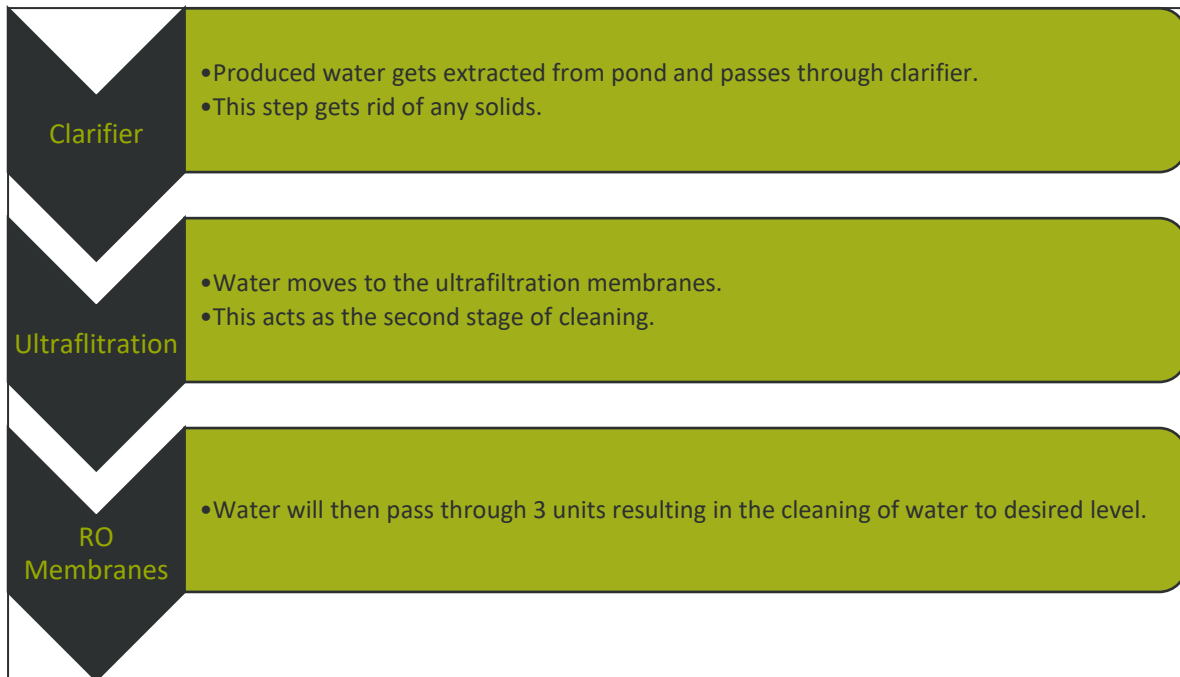 Clarifier
•Produced water gets extracted from pond and passes through clarifier.
•This step gets rid of any solids.
Ultraflitration
•Water moves to the ultrafiltration membranes.
•This acts as the second stage of cleaning.
RO
Membranes
•Water will then pass through 3 units resulting in the cleaning of water to desired level.